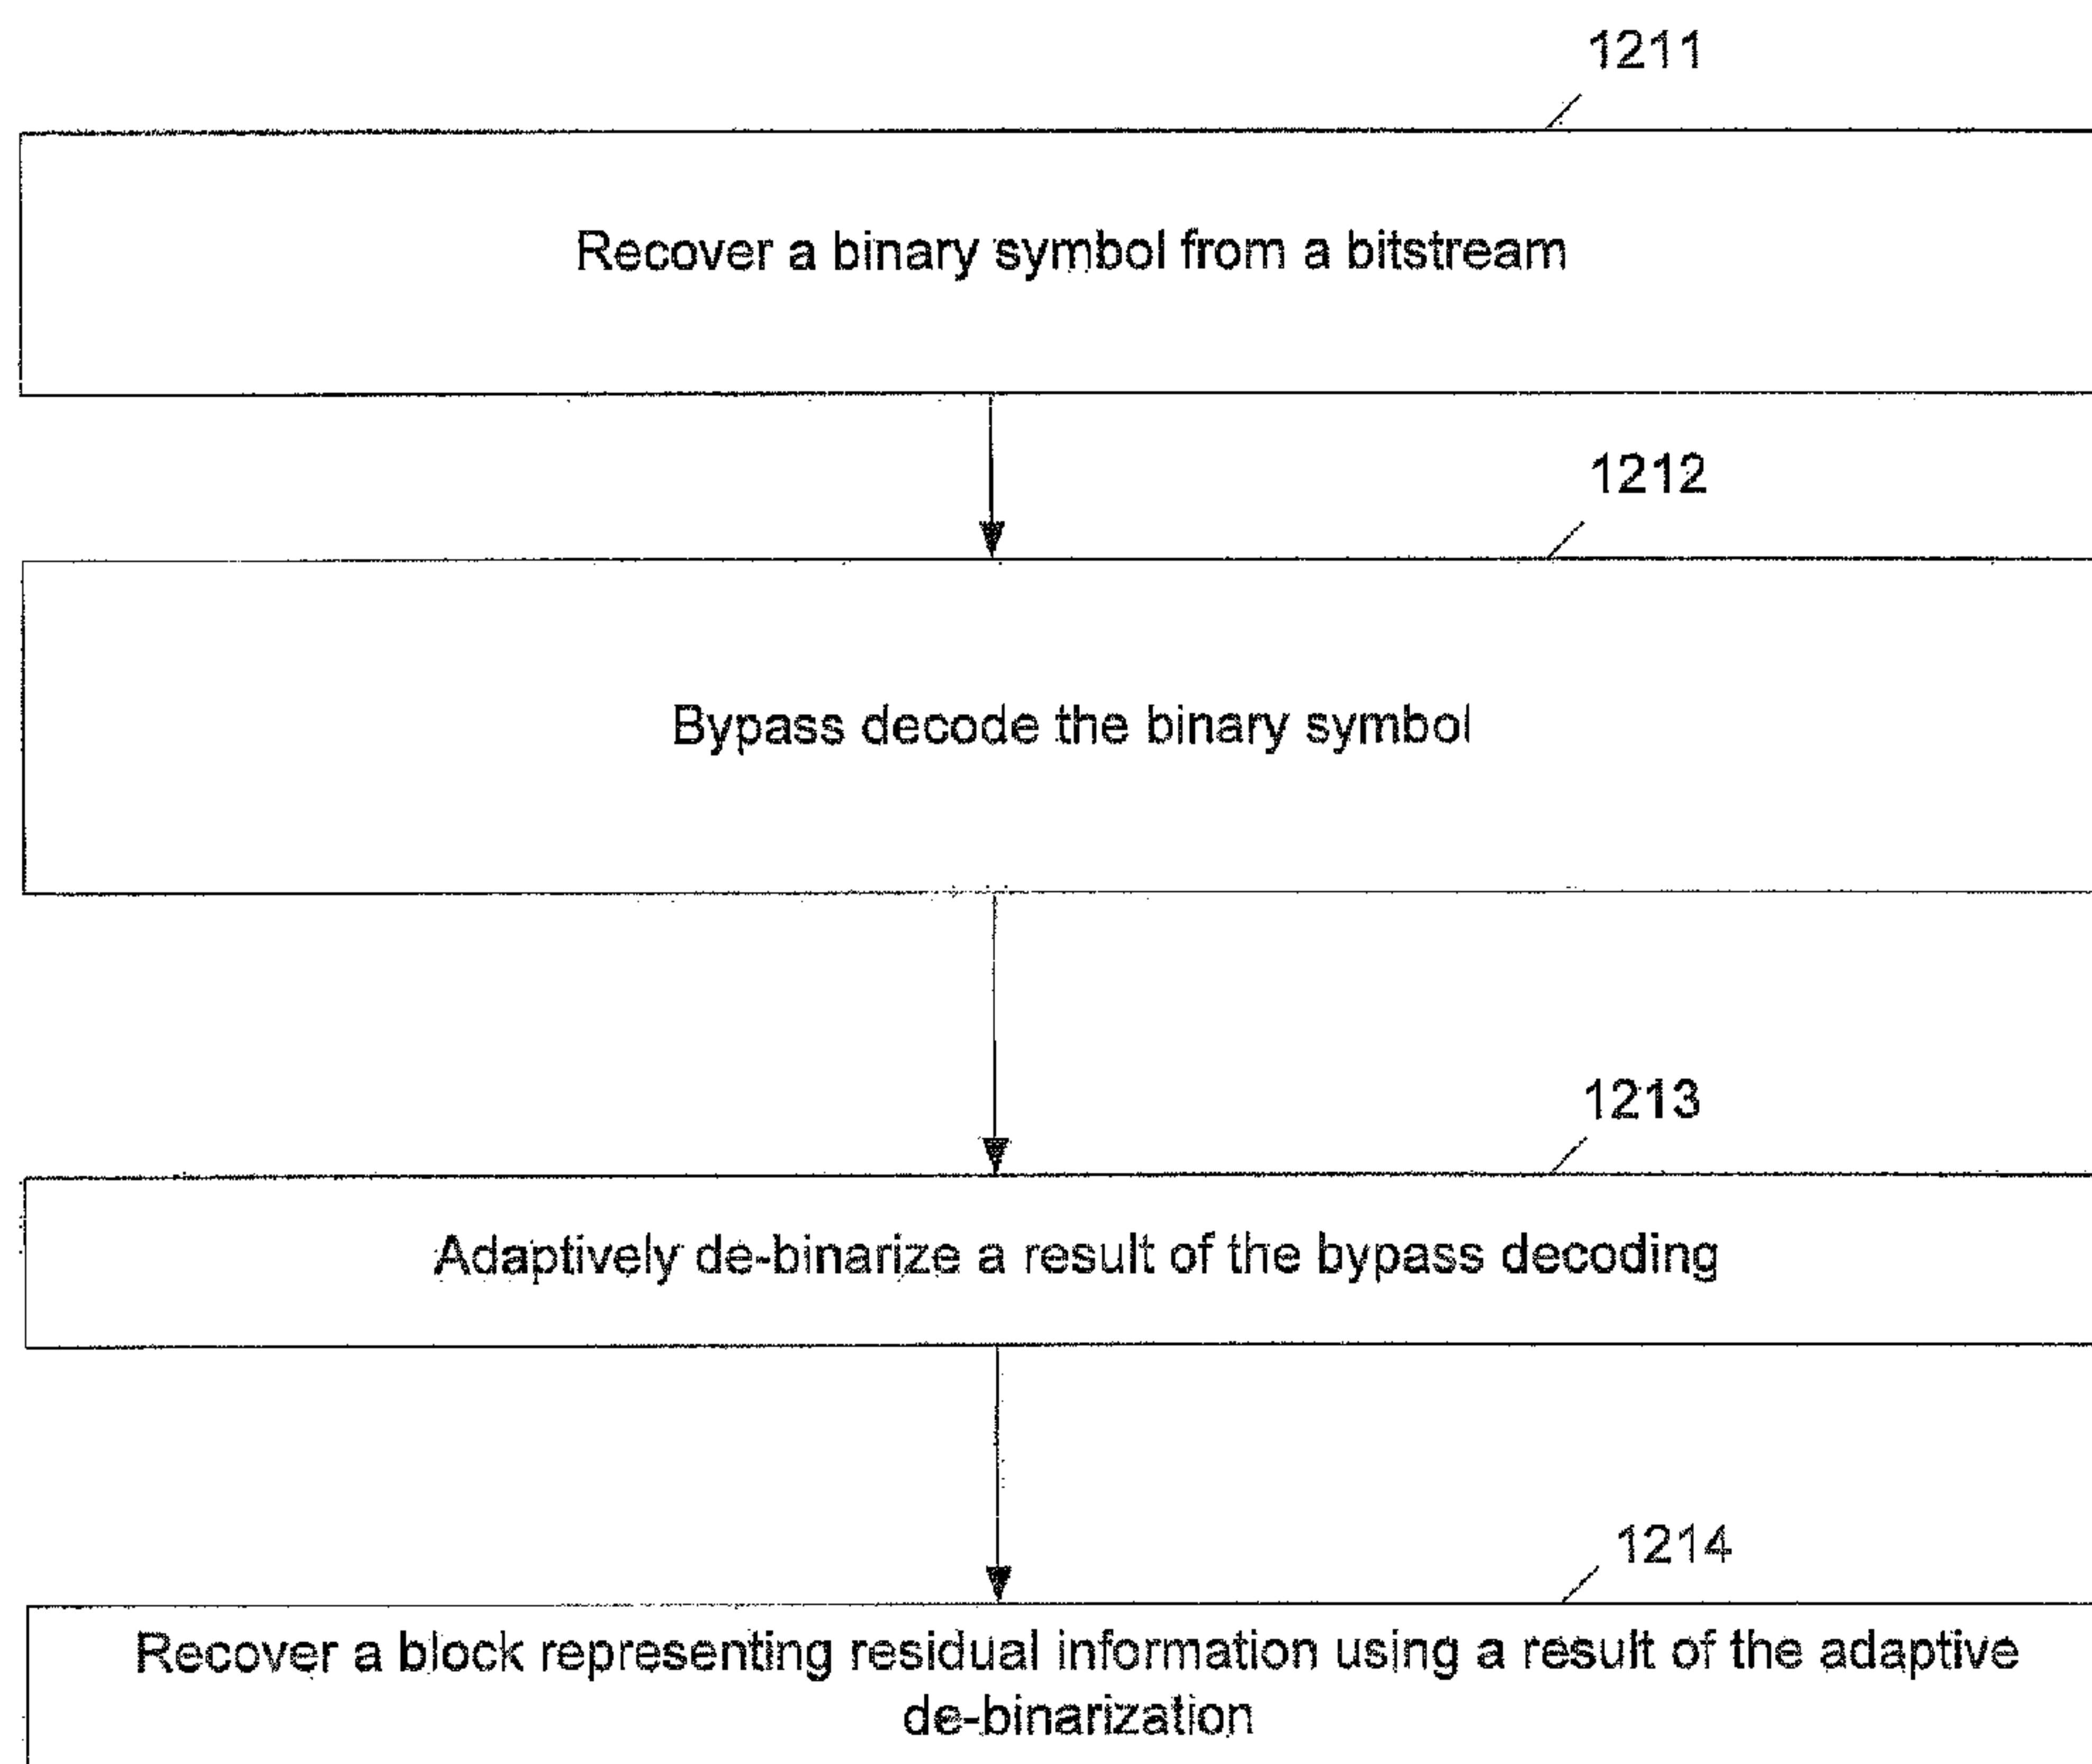 1211
Recover a binary symbol from a bitstream
1212
Bypass decode the binary symbol
1213
Adaptively de-binarize a result of the bypass decoding
1214
Recover a block representing residual information using a result of the adaptive
de-binarization